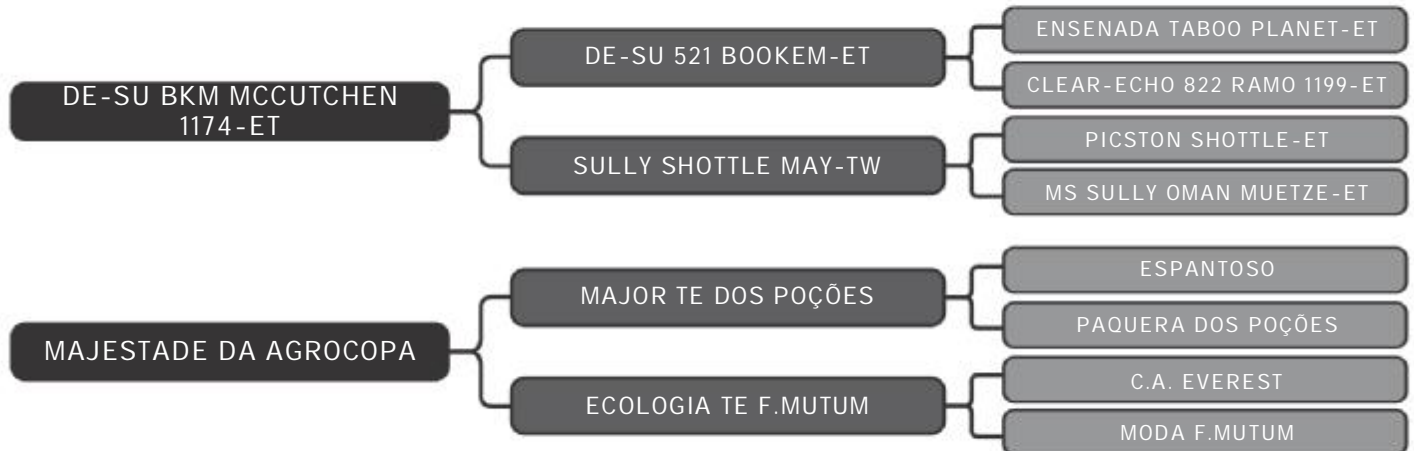 DE-SU BKM MCCUTCHEN
1174-ET
DE-SU 521 BOOKEM-ET
ENSENADA TABOO PLANET-ET
CLEAR-ECHO 822 RAMO 1199-ET
SULLY SHOTTLE MAY-TW
PICSTON SHOTTLE-ET
MS SULLY OMAN MUETZE-ET
MAJESTADE DA AGROCOPA
MAJOR TE DOS POÇÕES
ESPANTOSO
PAQUERA DOS POÇÕES
ECOLOGIA TE F.MUTUM
C.A. EVEREST
MODA F.MUTUM